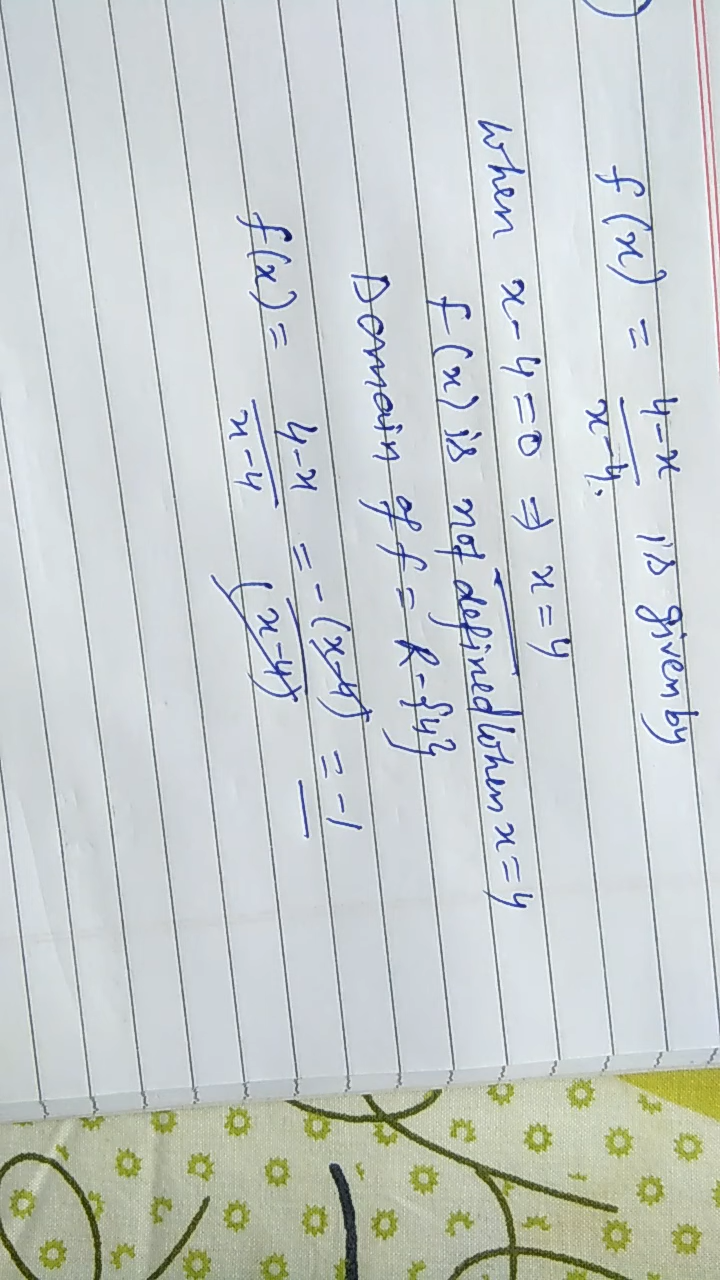 )
f(x) = 4-x / x-4. is given by
when x-4=0 ⇒ x=4
f(x) is not defined when x=4
Domain of f = R-{4}
f(x) = 4-x / x-4 = -(x-4) / (x-4) = -1